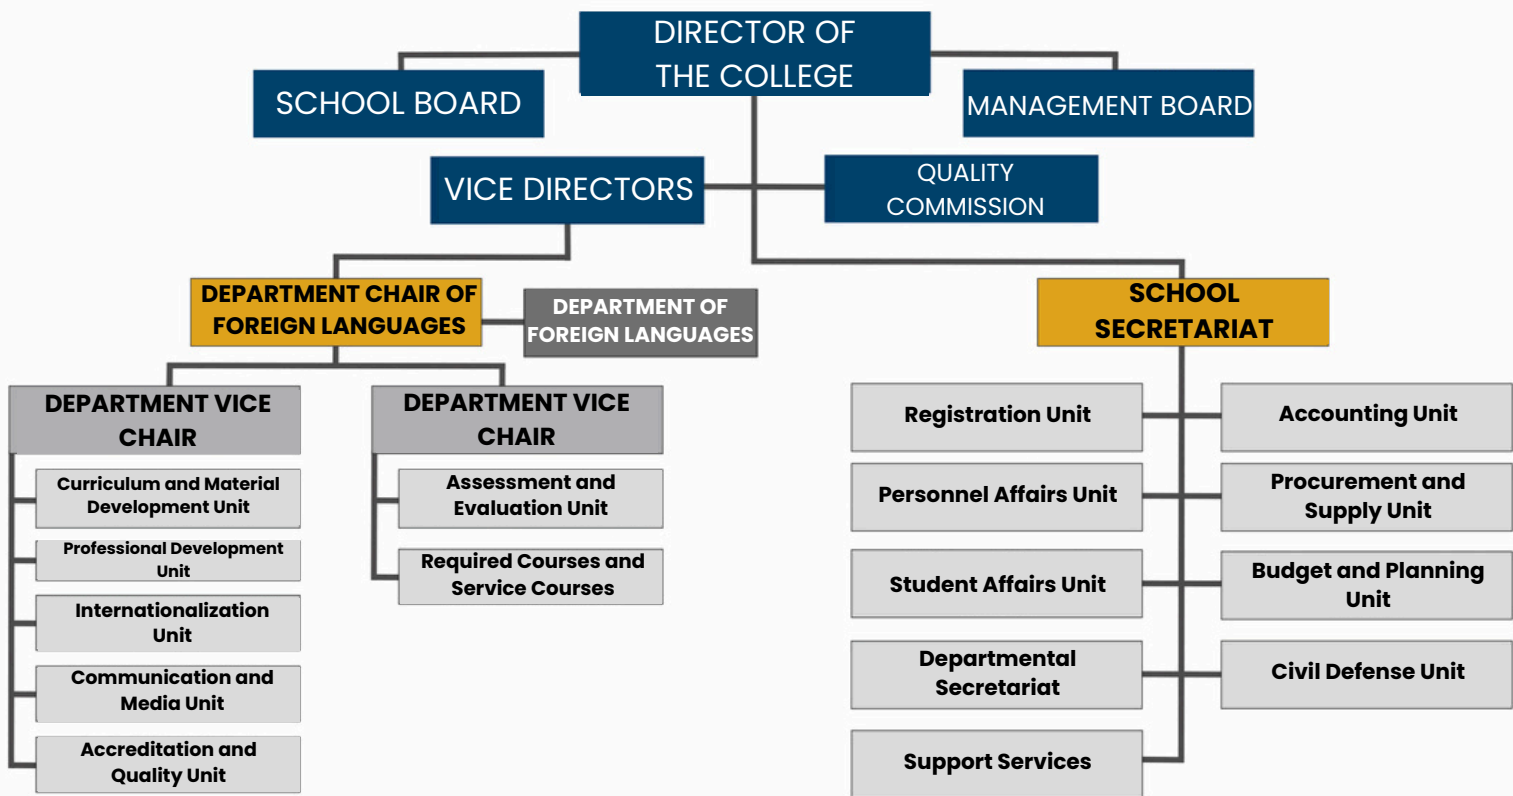 DIRECTOR OF
THE COLLEGE
SCHOOL BOARD
MANAGEMENT BOARD
VICE DIRECTORS
QUALITY
COMMISSION
DEPARTMENT CHAIR OF
FOREIGN LANGUAGES
DEPARTMENT OF
FOREIGN LANGUAGES
SCHOOL
SECRETARIAT
DEPARTMENT VICE
CHAIR
Curriculum and Material
Development Unit
Professional Development
Unit
Internationalization
Unit
Communication and
Media Unit
Accreditation and
Quality Unit
DEPARTMENT VICE
CHAIR
Assessment and
Evaluation Unit
Required Courses and
Service Courses
Registration Unit
Accounting Unit
Personnel Affairs Unit
Procurement and
Supply Unit
Student Affairs Unit
Budget and Planning
Unit
Departmental
Secretariat
Civil Defense Unit
Support Services